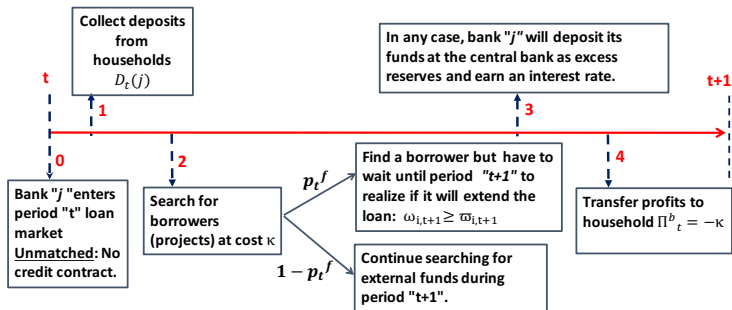 Collect deposits
from
households
D_t(j)
In any case, bank "j" will deposit its
funds at the central bank as excess
reserves and earn an interest rate.
t
t+1
1
3
0
2
4
Bank "j "enters
period "t" loan
market
Unmatched: No
credit contract.
Search for
borrowers
(projects) at cost κ
p_t^f
1 − p_t^f
Find a borrower but have to
wait until period "t+1" to
realize if it will extend the
loan: ω_{i,t+1} ≥ ϖ_{i,t+1}
Continue searching for
external funds during
period "t+1".
Transfer profits to
household Π^b_t = −κ